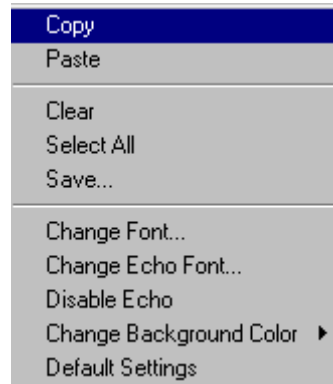 Copy
Paste
Clear
Select All
Save...
Change Font...
Change Echo Font...
Disable Echo
Change Background Color
Default Settings